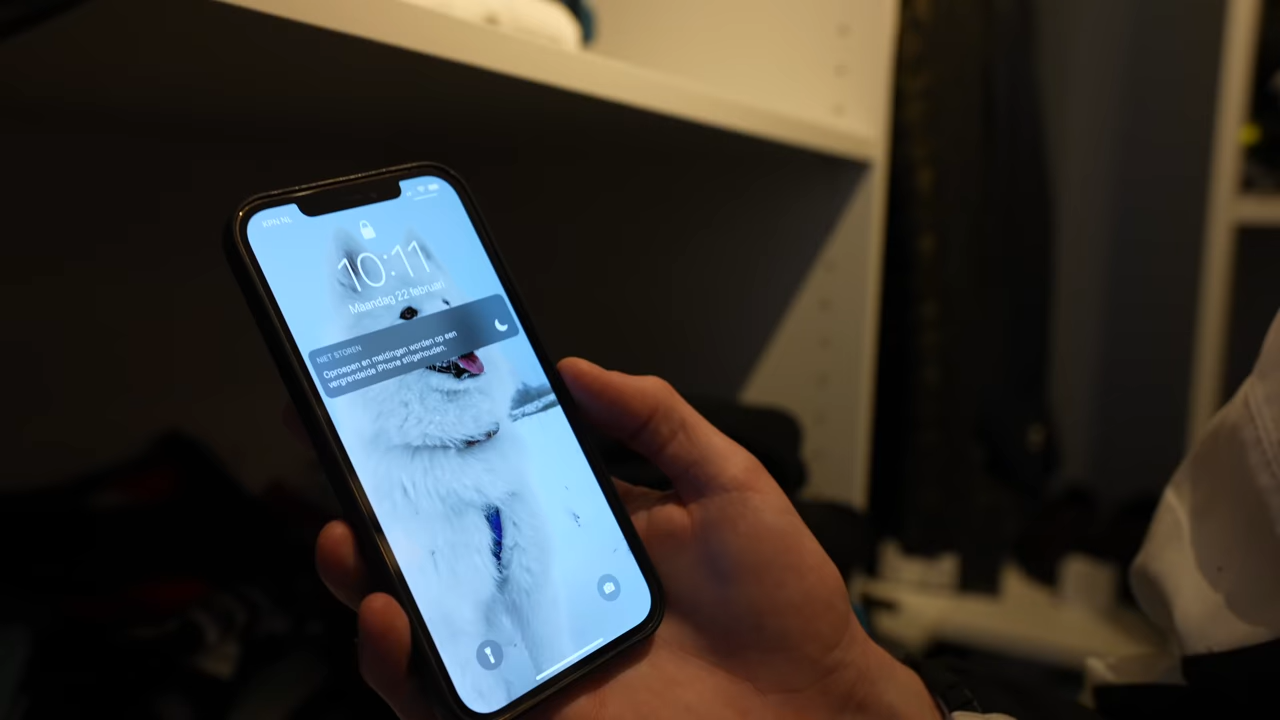 KPN NL
10:11
Maandag 22 februari
NIET STOREN
Oproepen en meldingen worden op een
vergrendelde iPhone stilgehouden.